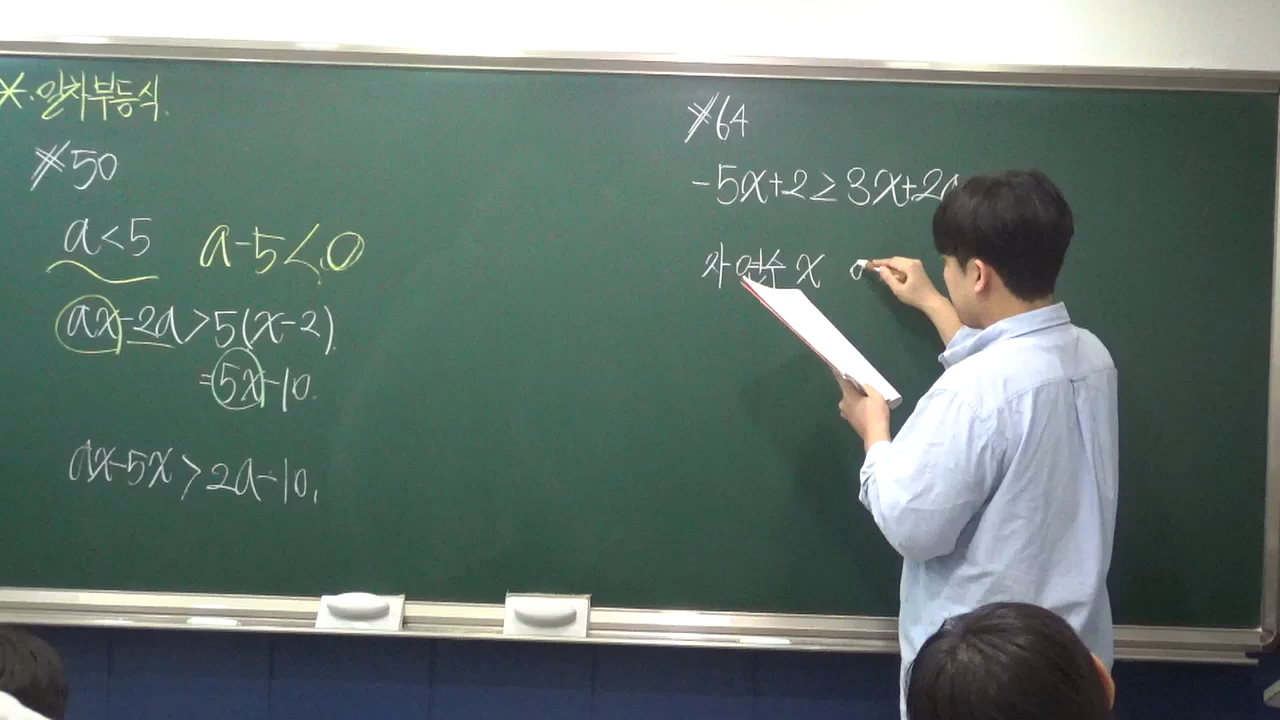 ※. 일차부등식.
※50
a<5 a-5<0
ax-2a>5(x-2).
=5x-10.
ax-5x>2a-10.
※64
-5x+2≥3x+2a
자연수 x